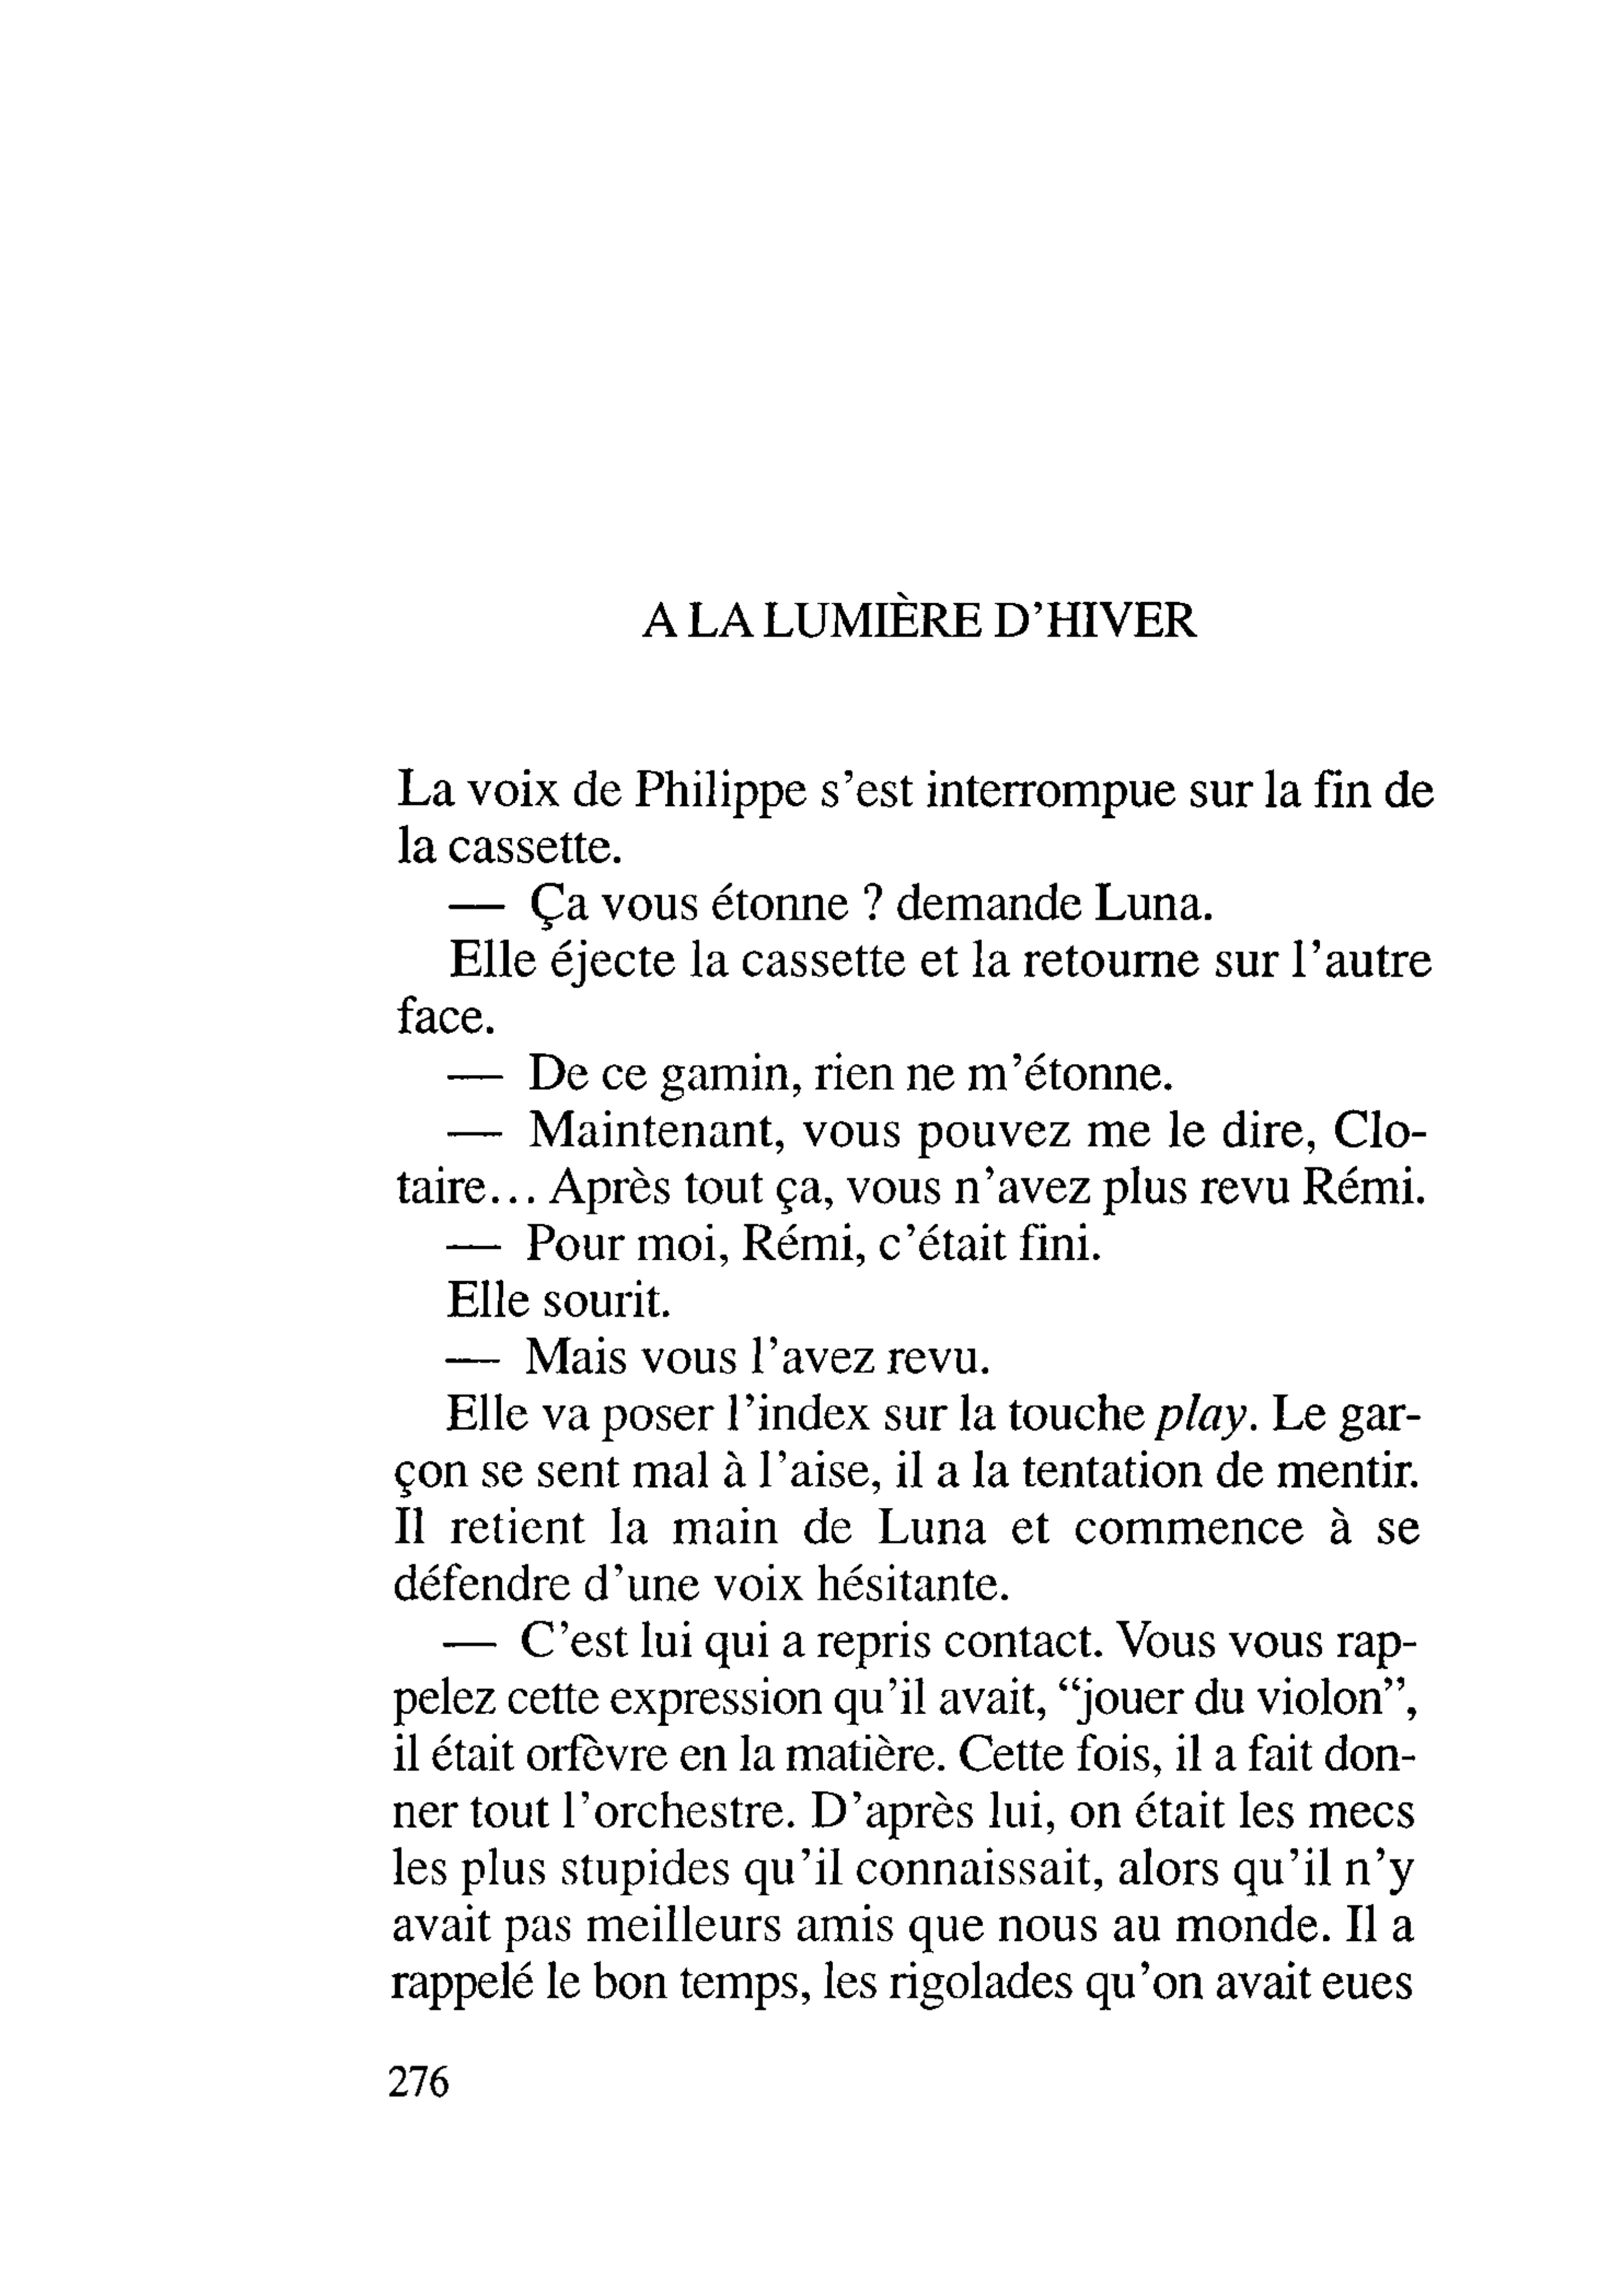 A LA LUMIÈRE D'HIVER
La voix de Philippe s'est interrompue sur la fin de
la cassette.
— Ça vous étonne ? demande Luna.
Elle éjecte la cassette et la retourne sur l'autre
face.
— De ce gamin, rien ne m'étonne.
— Maintenant, vous pouvez me le dire, Clo-
taire... Après tout ça, vous n'avez plus revu Rémi.
— Pour moi, Rémi, c'était fini.
Elle sourit.
— Mais vous l'avez revu.
Elle va poser l'index sur la touche play. Le gar-
çon se sent mal à l'aise, il a la tentation de mentir.
Il retient la main de Luna et commence à se
défendre d'une voix hésitante.
— C'est lui qui a repris contact. Vous vous rap-
pelez cette expression qu'il avait, “jouer du violon”,
il était orfèvre en la matière. Cette fois, il a fait don-
ner tout l'orchestre. D'après lui, on était les mecs
les plus stupides qu'il connaissait, alors qu'il n'y
avait pas meilleurs amis que nous au monde. Il a
rappelé le bon temps, les rigolades qu'on avait eues
276